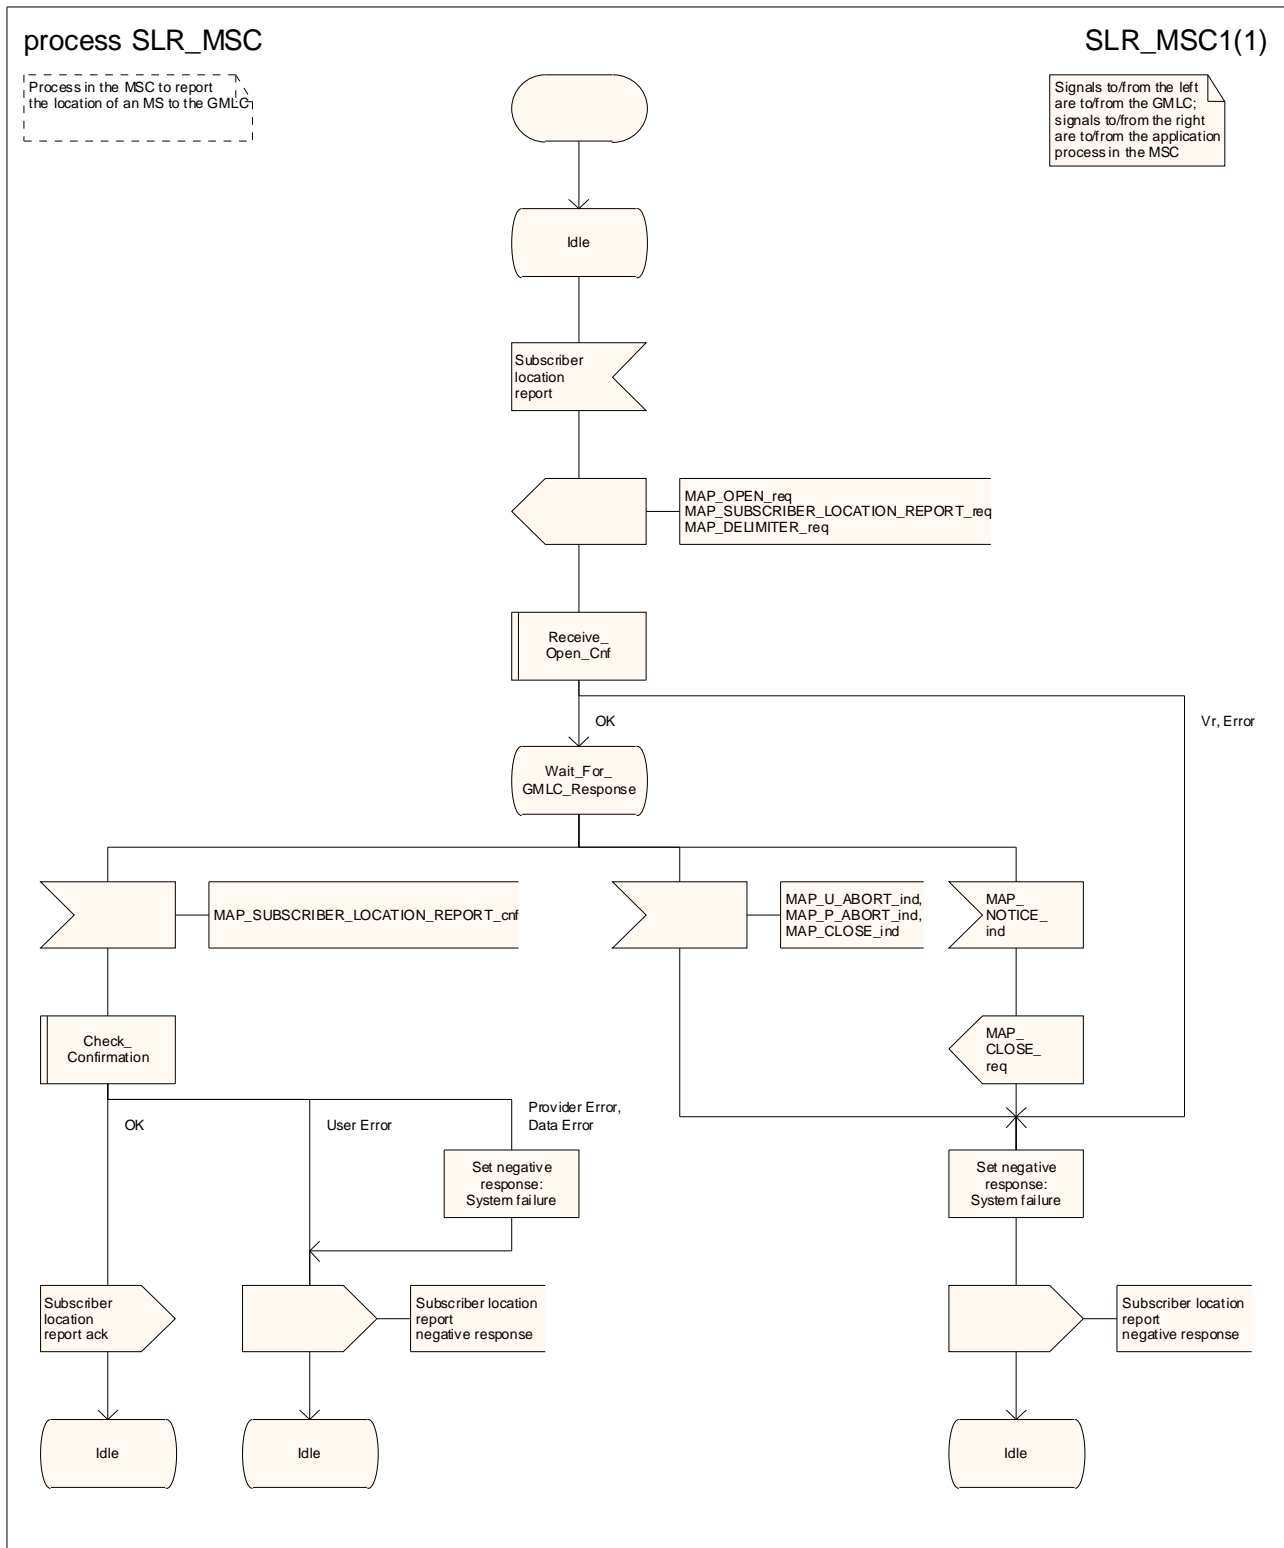 process SLR_MSC
SLR_MSC1(1)
Process in the MSC to report
the location of an MS to the GMLC
Signals to/from the left
are to/from the GMLC;
signals to/from the right
are to/from the application
process in the MSC
Idle
Subscriber
location
report
MAP_OPEN_req
MAP_SUBSCRIBER_LOCATION_REPORT_req
MAP_DELIMITER_req
Receive_
Open_Cnf
OK
Vr, Error
Wait_For_
GMLC_Response
MAP_SUBSCRIBER_LOCATION_REPORT_cnf
MAP_U_ABORT_ind,
MAP_P_ABORT_ind,
MAP_CLOSE_ind
MAP_
NOTICE_
ind
Check_
Confirmation
MAP_
CLOSE_
req
OK
User Error
Provider Error,
Data Error
Set negative
response:
System failure
Set negative
response:
System failure
Subscriber
location
report ack
Subscriber location
report
negative response
Subscriber location
report
negative response
Idle
Idle
Idle